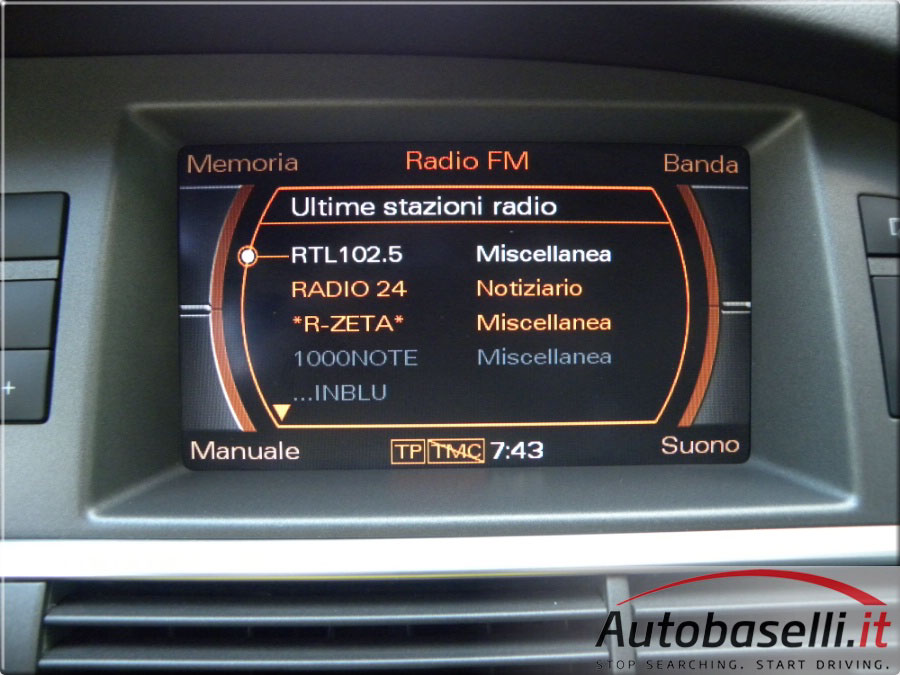 Memoria Radio FM Banda
Ultime stazioni radio
RTL102.5 Miscellanea
RADIO 24 Notiziario
*R-ZETA* Miscellanea
1000NOTE Miscellanea
...INBLU
Manuale TP TMC 7:43 Suono
+
Autobaselli.it
STOP SEARCHING. START DRIVING.